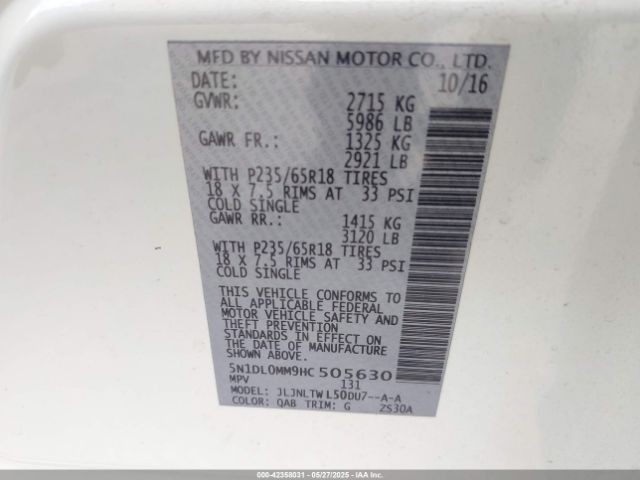 MFD BY NISSAN MOTOR CO., LTD.
DATE: 10/16
GVWR: 2715 KG
5986 LB
GAWR FR.: 1325 KG
2921 LB
WITH P235/65R18 TIRES
18 X 7.5 RIMS AT 33 PSI
COLD SINGLE
GAWR RR.: 1415 KG
3120 LB
WITH P235/65R18 TIRES
18 X 7.5 RIMS AT 33 PSI
COLD SINGLE
THIS VEHICLE CONFORMS TO
ALL APPLICABLE FEDERAL
MOTOR VEHICLE SAFETY AND
THEFT PREVENTION
STANDARDS IN EFFECT ON
THE DATE OF MANUFACTURE
SHOWN ABOVE.
5N1DL0MM9HC505630
MPV 131
MODEL: JLJNLTWL50DU7--A-A
COLOR: QAB TRIM: G ZS30A
000-42358031 - 05/27/2025 - IAAI